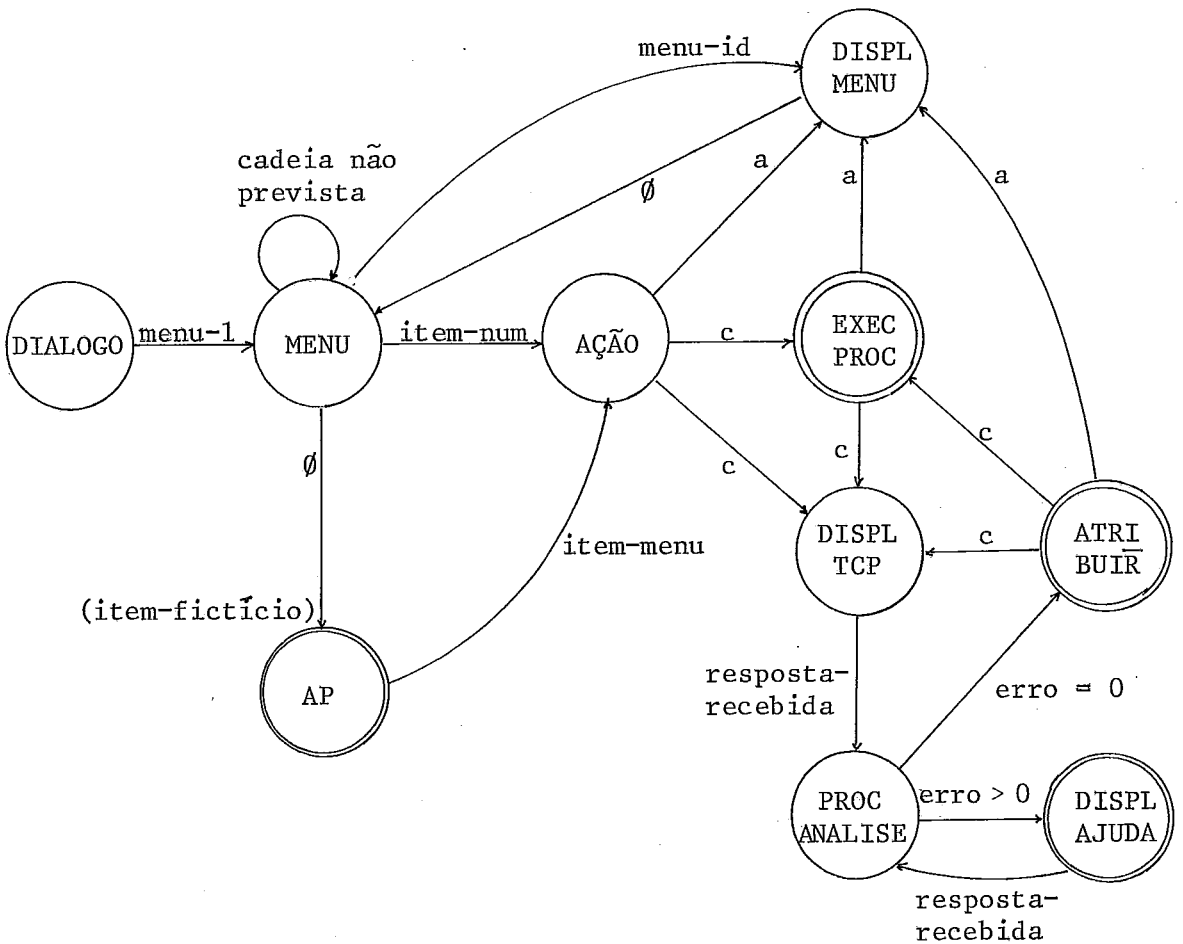 menu-id
DISPL
MENU
cadeia não
prevista
a
a
a
Ø
DIALOGO
menu-1
MENU
item-num
AÇÃO
c
EXEC
PROC
Ø
c
c
c
item-menu
DISPL
TCP
c
ATRI
BUIR
(item-fictício)
AP
resposta-
recebida
erro = 0
PROC
ANALISE
erro > 0
DISPL
AJUDA
resposta-
recebida